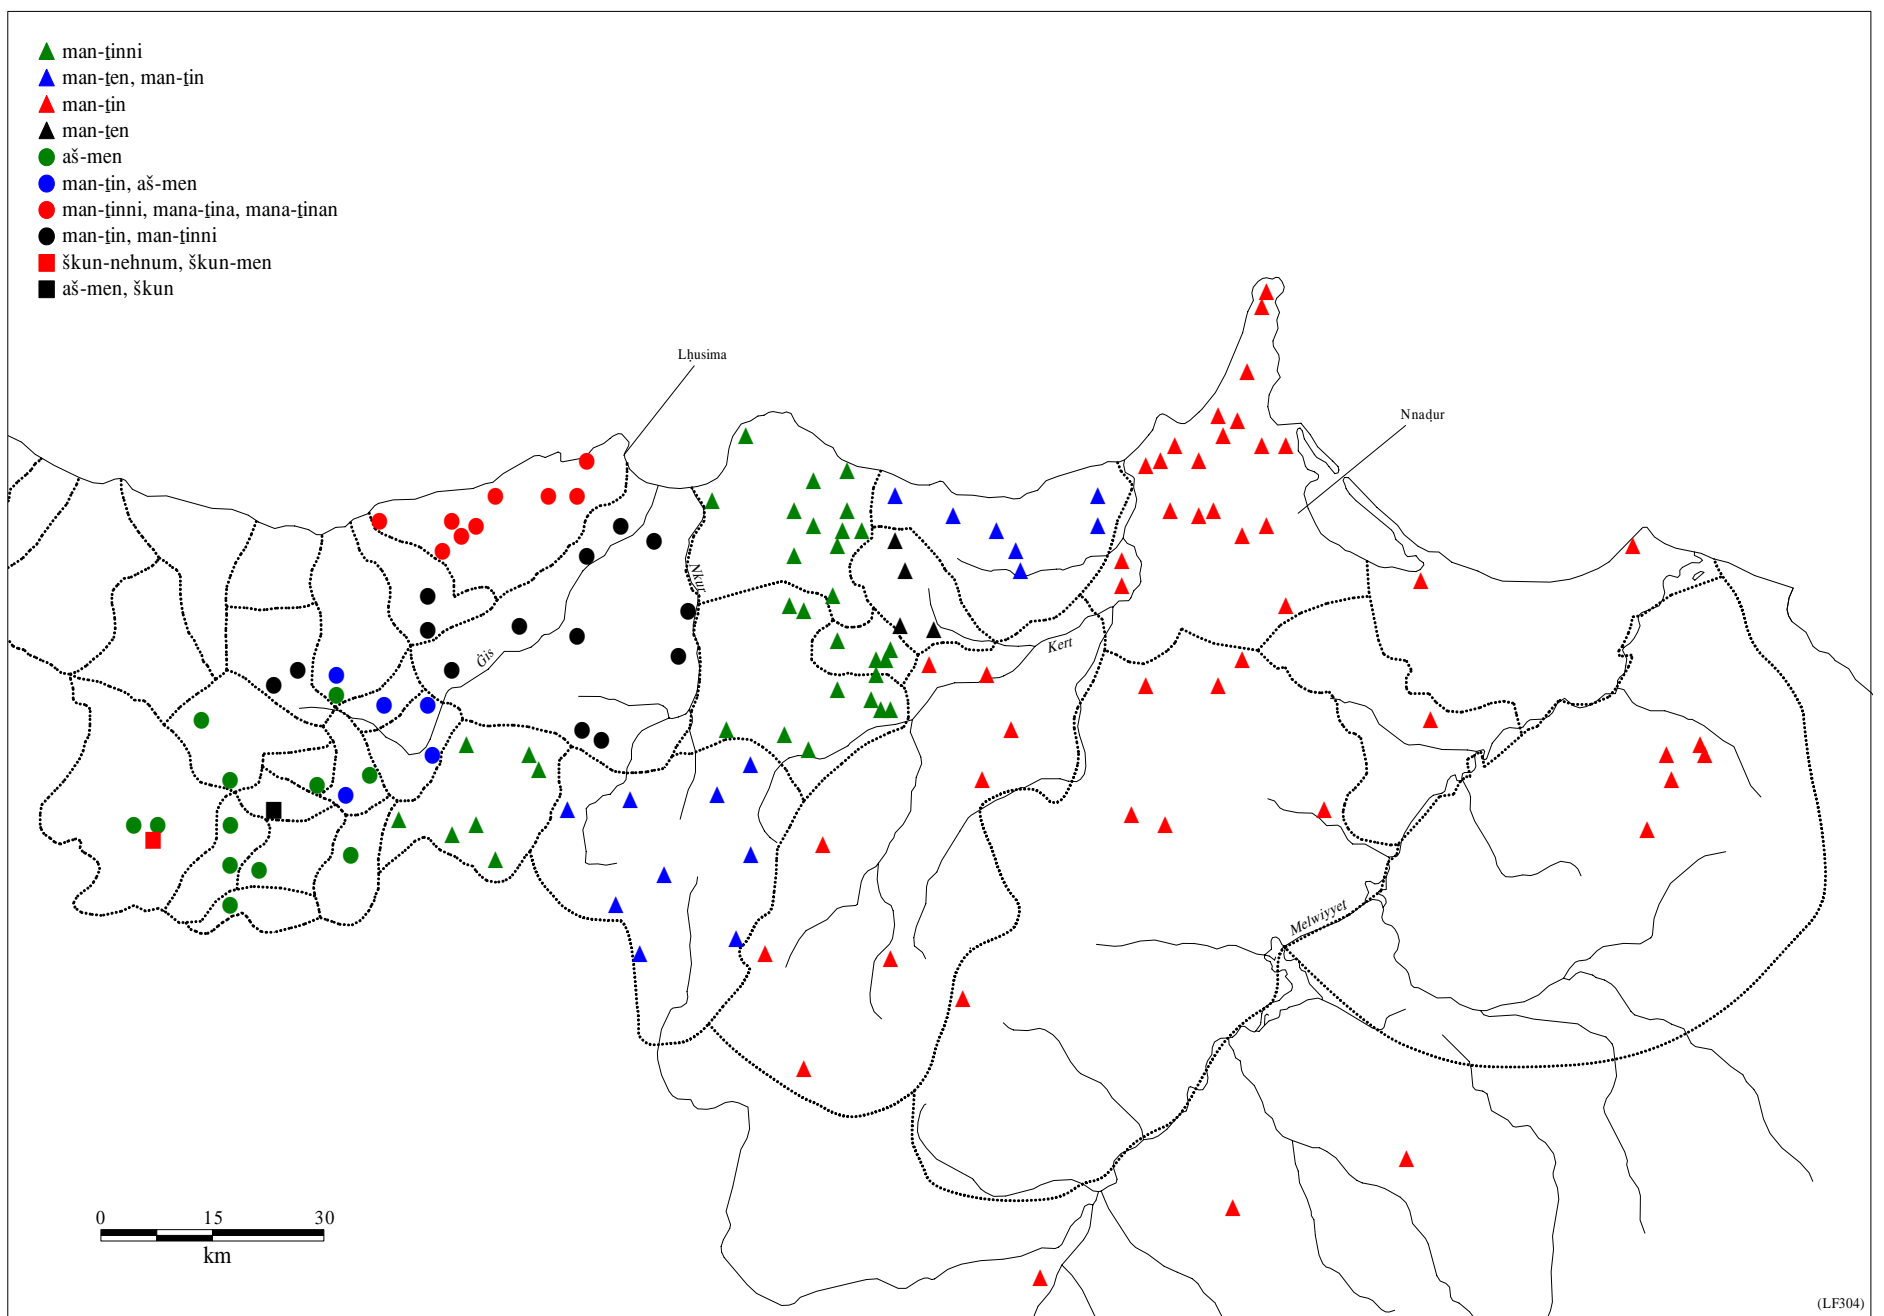 man-ṯinni
man-ṯen, man-ṯin
man-ṯin
man-ṯen
aš-men
man-ṯin, aš-men
man-ṯinni, mana-ṯina, mana-ṯinan
man-ṯin, man-ṯinni
škun-nehnum, škun-men
aš-men, škun
Lḥusima
Nnaḍur
Nkur
Ġis
Kert
Melwiyyeṯ
0 15 30
km
(LF304)